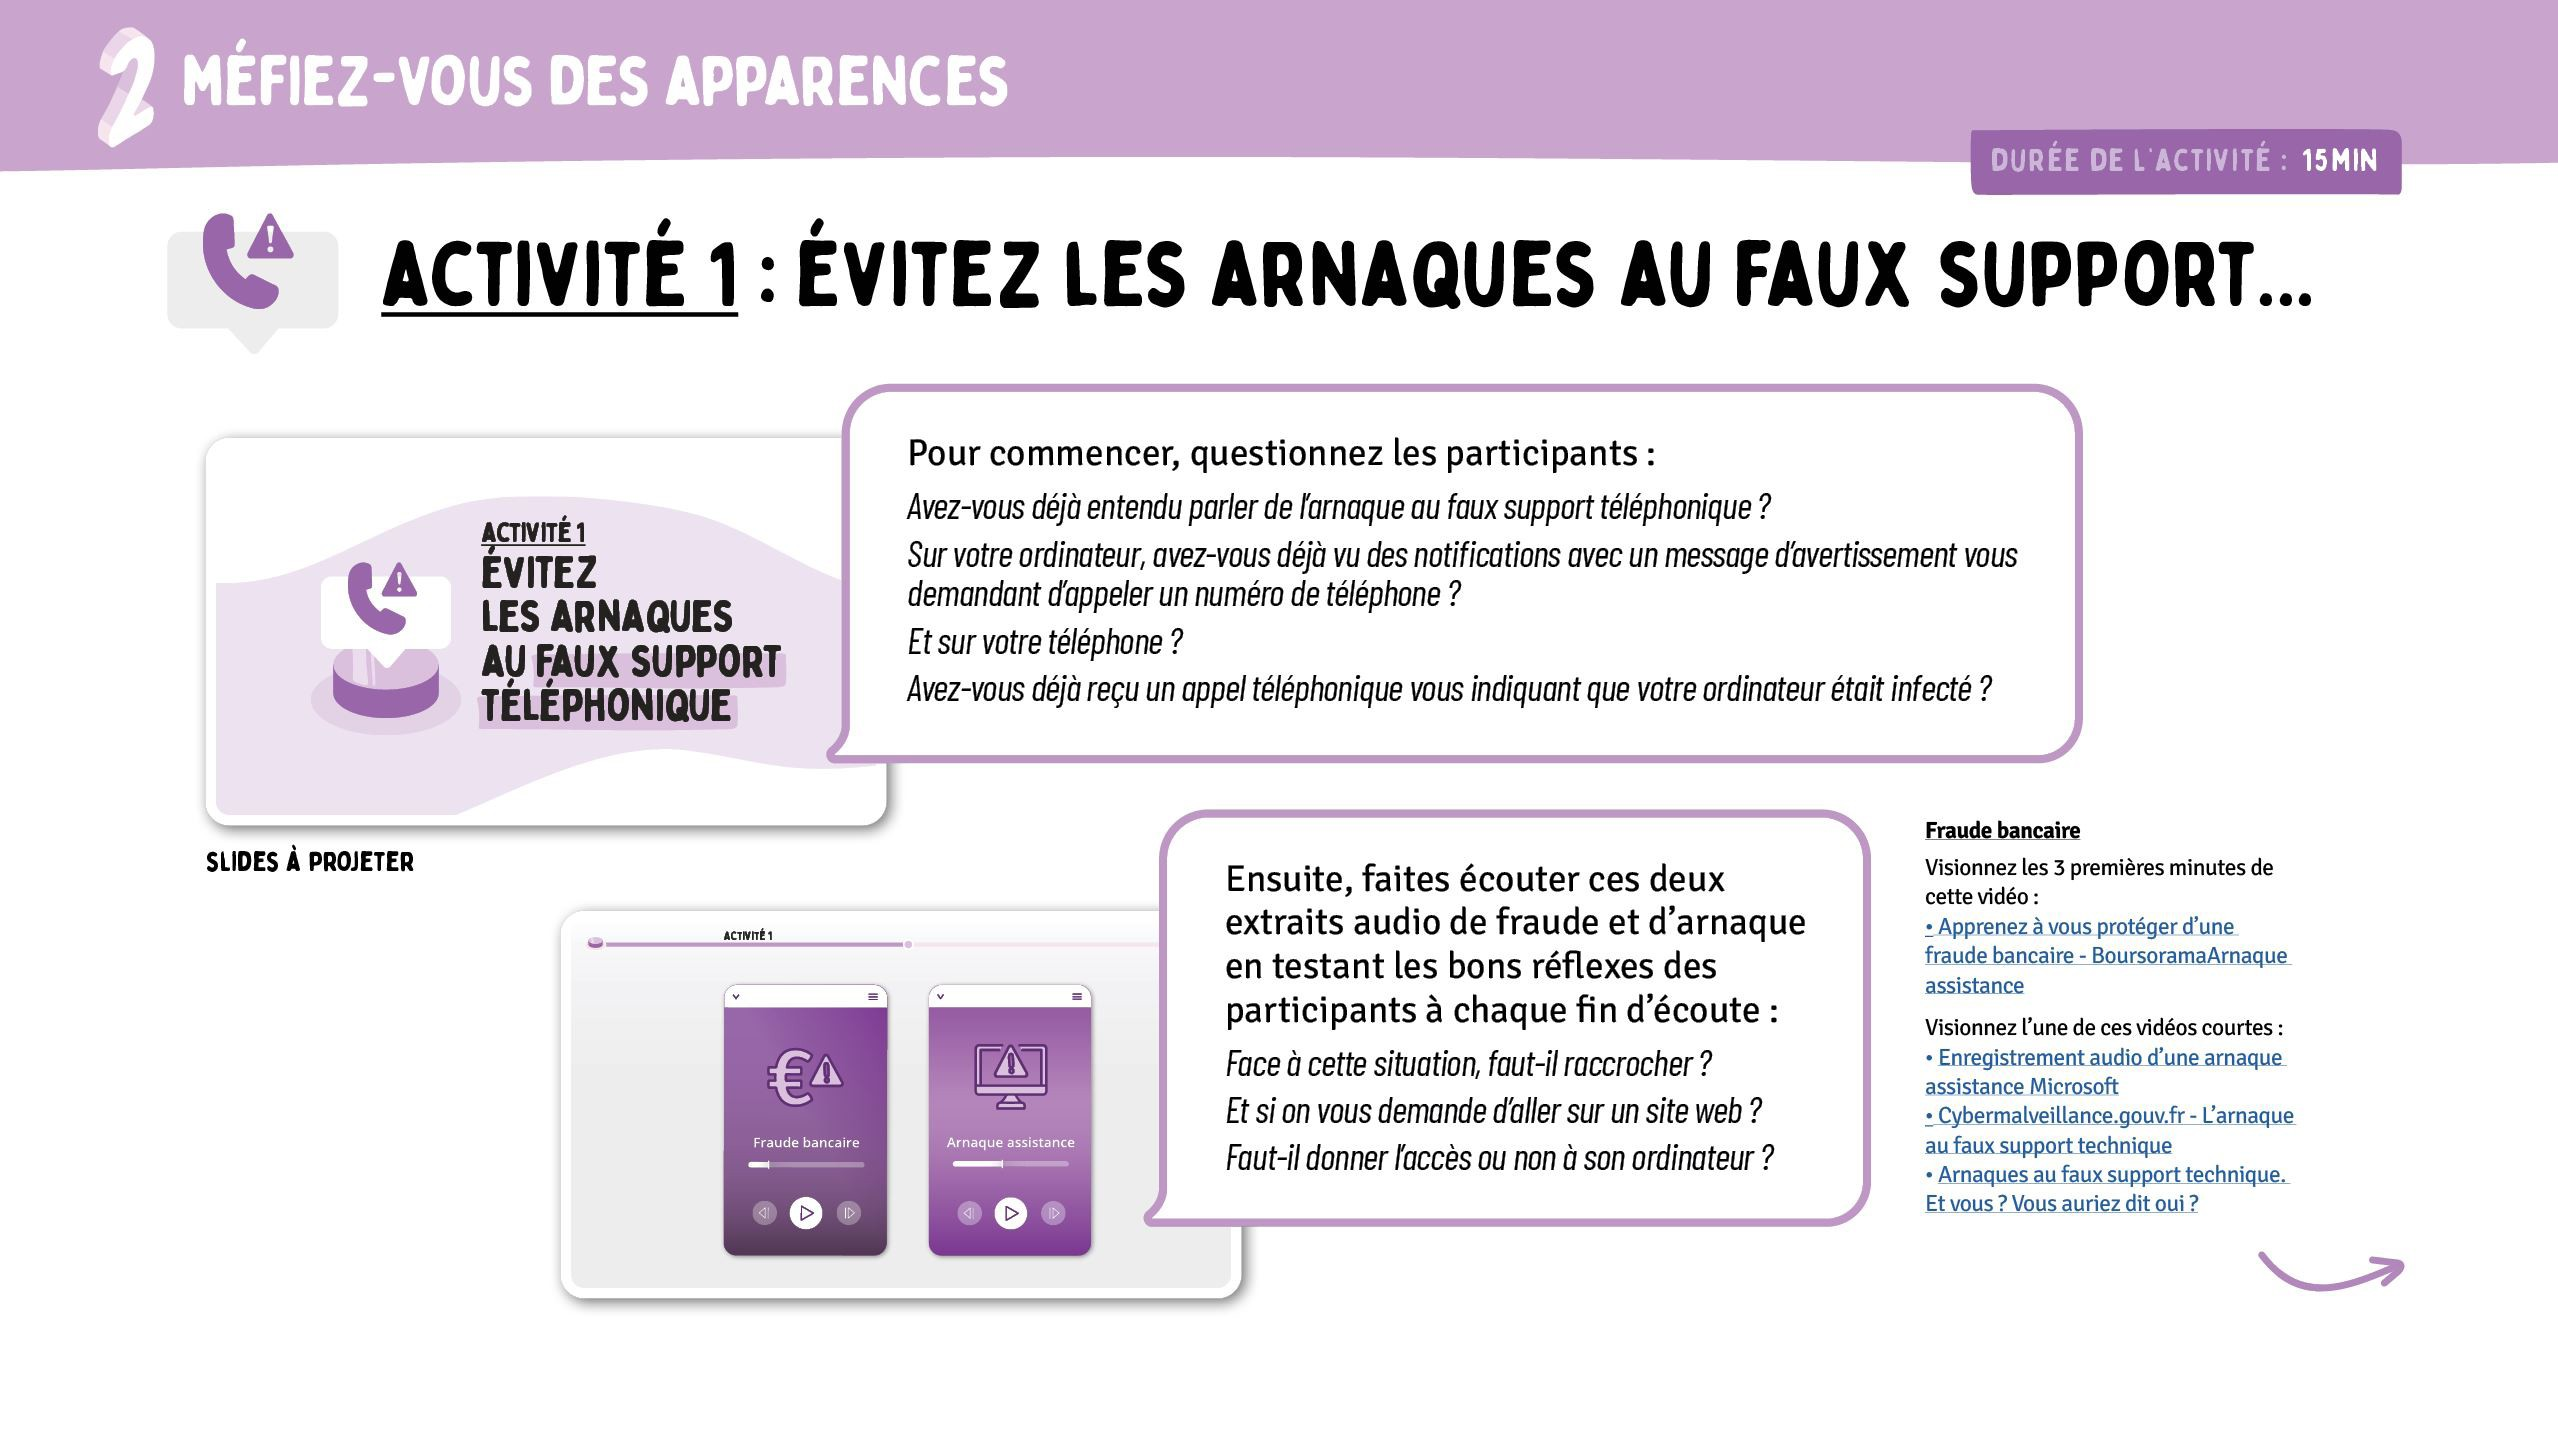 2 MÉFIEZ-VOUS DES APPARENCES
DURÉE DE L'ACTIVITÉ : 15MIN
ACTIVITÉ 1 : ÉVITEZ LES ARNAQUES AU FAUX SUPPORT...
ACTIVITÉ 1
ÉVITEZ
LES ARNAQUES
AU FAUX SUPPORT
TÉLÉPHONIQUE
SLIDES À PROJETER
Pour commencer, questionnez les participants :
Avez-vous déjà entendu parler de l’arnaque au faux support téléphonique ?
Sur votre ordinateur, avez-vous déjà vu des notifications avec un message d’avertissement vous
demandant d’appeler un numéro de téléphone ?
Et sur votre téléphone ?
Avez-vous déjà reçu un appel téléphonique vous indiquant que votre ordinateur était infecté ?
ACTIVITÉ 1
Fraude bancaire
Arnaque assistance
Ensuite, faites écouter ces deux
extraits audio de fraude et d’arnaque
en testant les bons réflexes des
participants à chaque fin d’écoute :
Face à cette situation, faut-il raccrocher ?
Et si on vous demande d’aller sur un site web ?
Faut-il donner l’accès ou non à son ordinateur ?
Fraude bancaire
Visionnez les 3 premières minutes de
cette vidéo :
• Apprenez à vous protéger d’une
fraude bancaire - BoursoramaArnaque
assistance
Visionnez l’une de ces vidéos courtes :
• Enregistrement audio d’une arnaque
assistance Microsoft
• Cybermalveillance.gouv.fr - L’arnaque
au faux support technique
• Arnaques au faux support technique.
Et vous ? Vous auriez dit oui ?